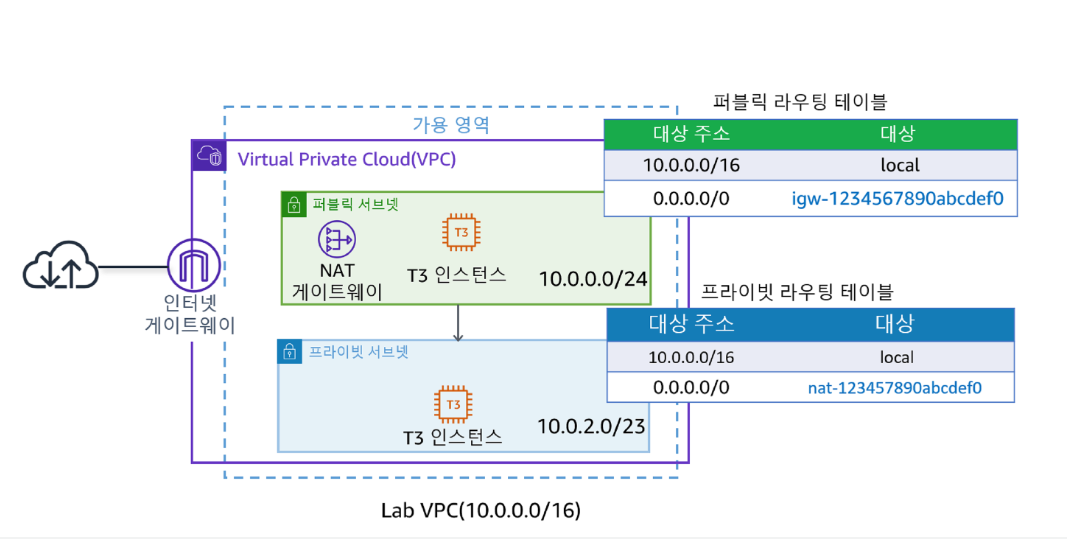 퍼블릭 라우팅 테이블
가용 영역
대상 주소 대상
Virtual Private Cloud(VPC)
10.0.0.0/16 local
0.0.0.0/0 igw-1234567890abcdef0
퍼블릭 서브넷
T3
NAT
게이트웨이
T3 인스턴스
10.0.0.0/24
인터넷
게이트웨이
프라이빗 라우팅 테이블
대상 주소 대상
10.0.0.0/16 local
0.0.0.0/0 nat-123457890abcdef0
프라이빗 서브넷
T3
T3 인스턴스
10.0.2.0/23
Lab VPC(10.0.0.0/16)